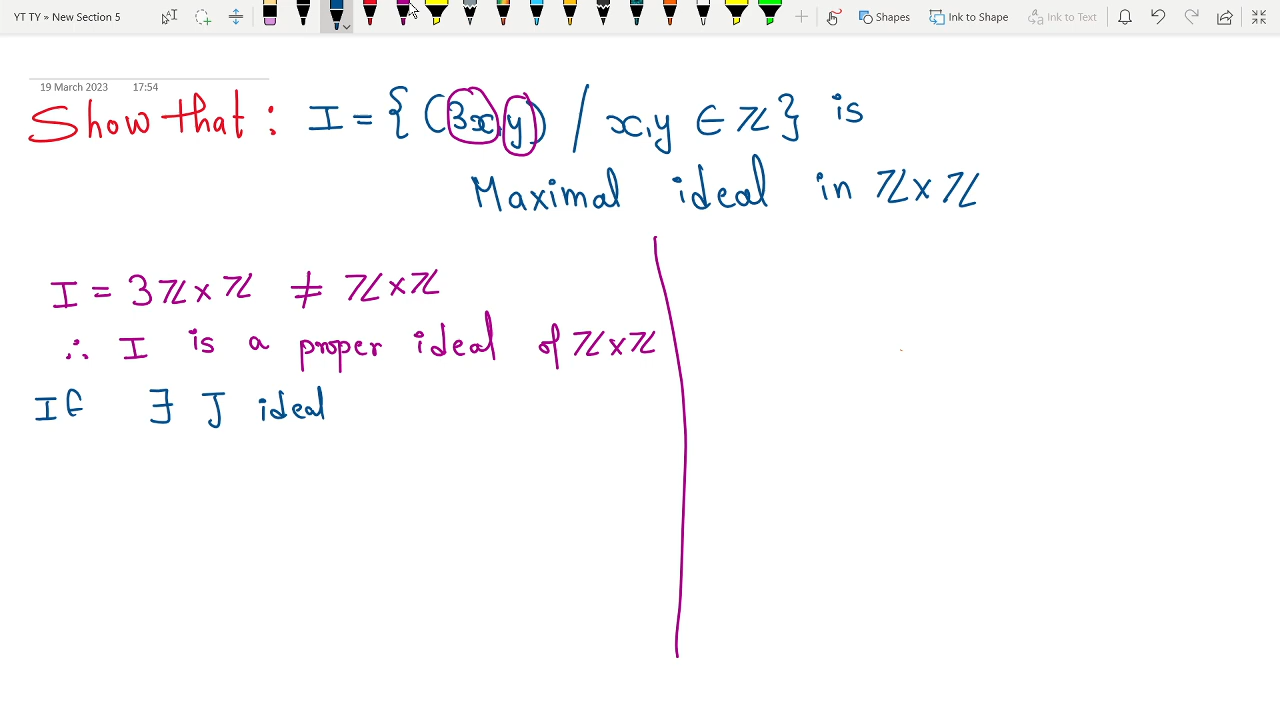 YT TY » New Section 5
Shapes
Ink to Shape
Ink to Text
19 March 2023 17:54
Show that : I = { (3x,y) / x,y ∈ ℤ } is
Maximal ideal in ℤ×ℤ
I = 3ℤ×ℤ ≠ ℤ×ℤ
∴ I is a proper ideal of ℤ×ℤ
If ∃ J ideal